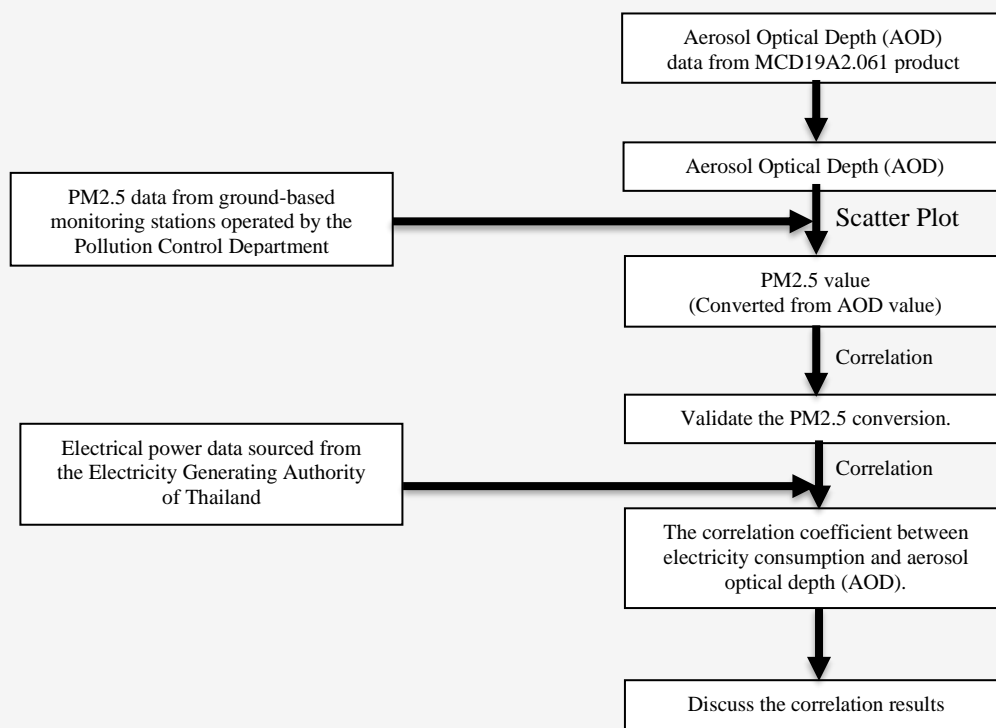 Aerosol Optical Depth (AOD)
data from MCD19A2.061 product
Aerosol Optical Depth (AOD)
PM2.5 data from ground-based
monitoring stations operated by the
Pollution Control Department
Scatter Plot
PM2.5 value
(Converted from AOD value)
Correlation
Validate the PM2.5 conversion.
Electrical power data sourced from
the Electricity Generating Authority
of Thailand
Correlation
The correlation coefficient between
electricity consumption and aerosol
optical depth (AOD).
Discuss the correlation results